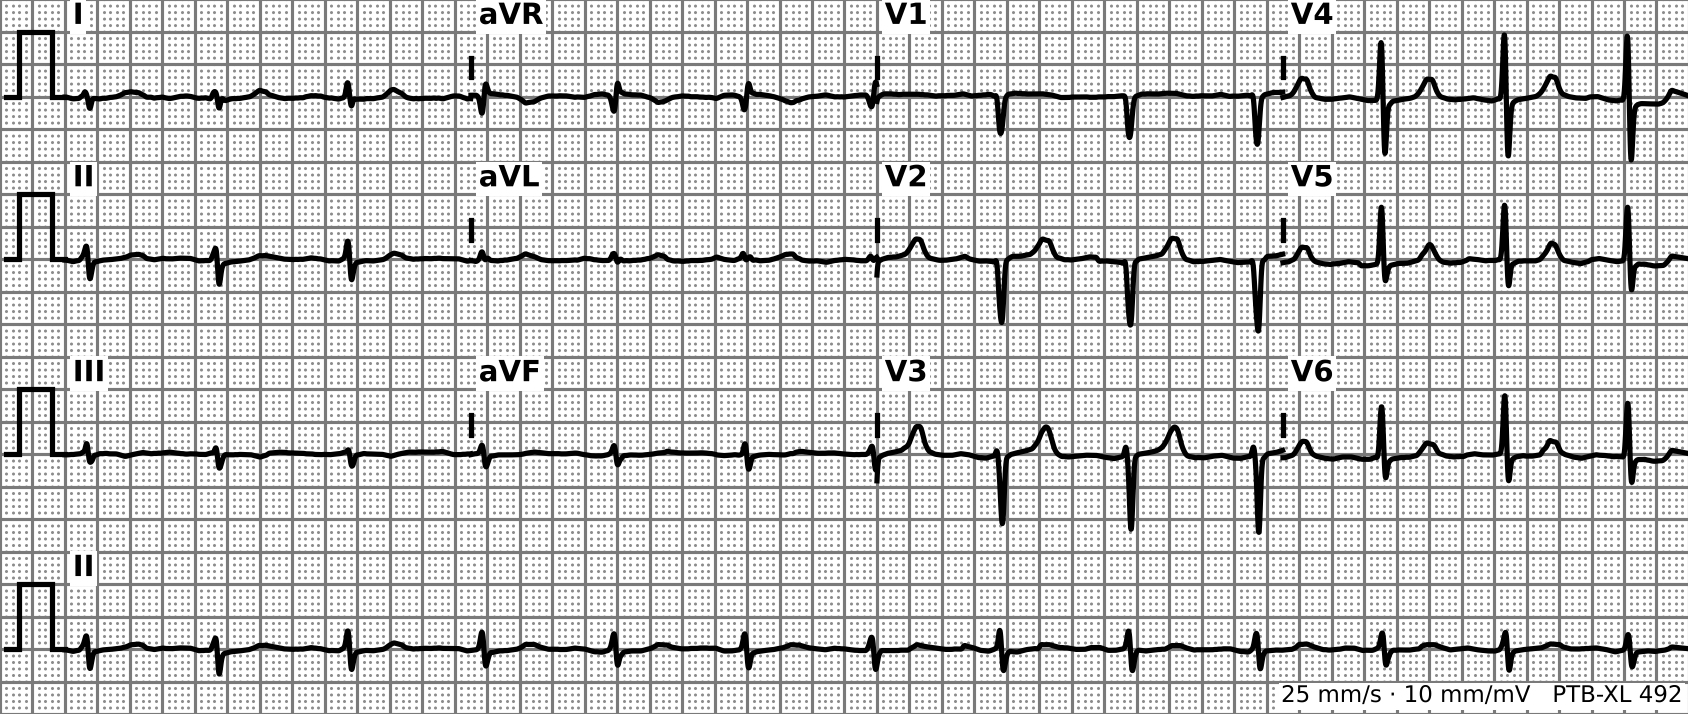 I aVR V1 V4
II aVL V2 V5
III aVF V3 V6
II
25 mm/s · 10 mm/mV PTB-XL 492